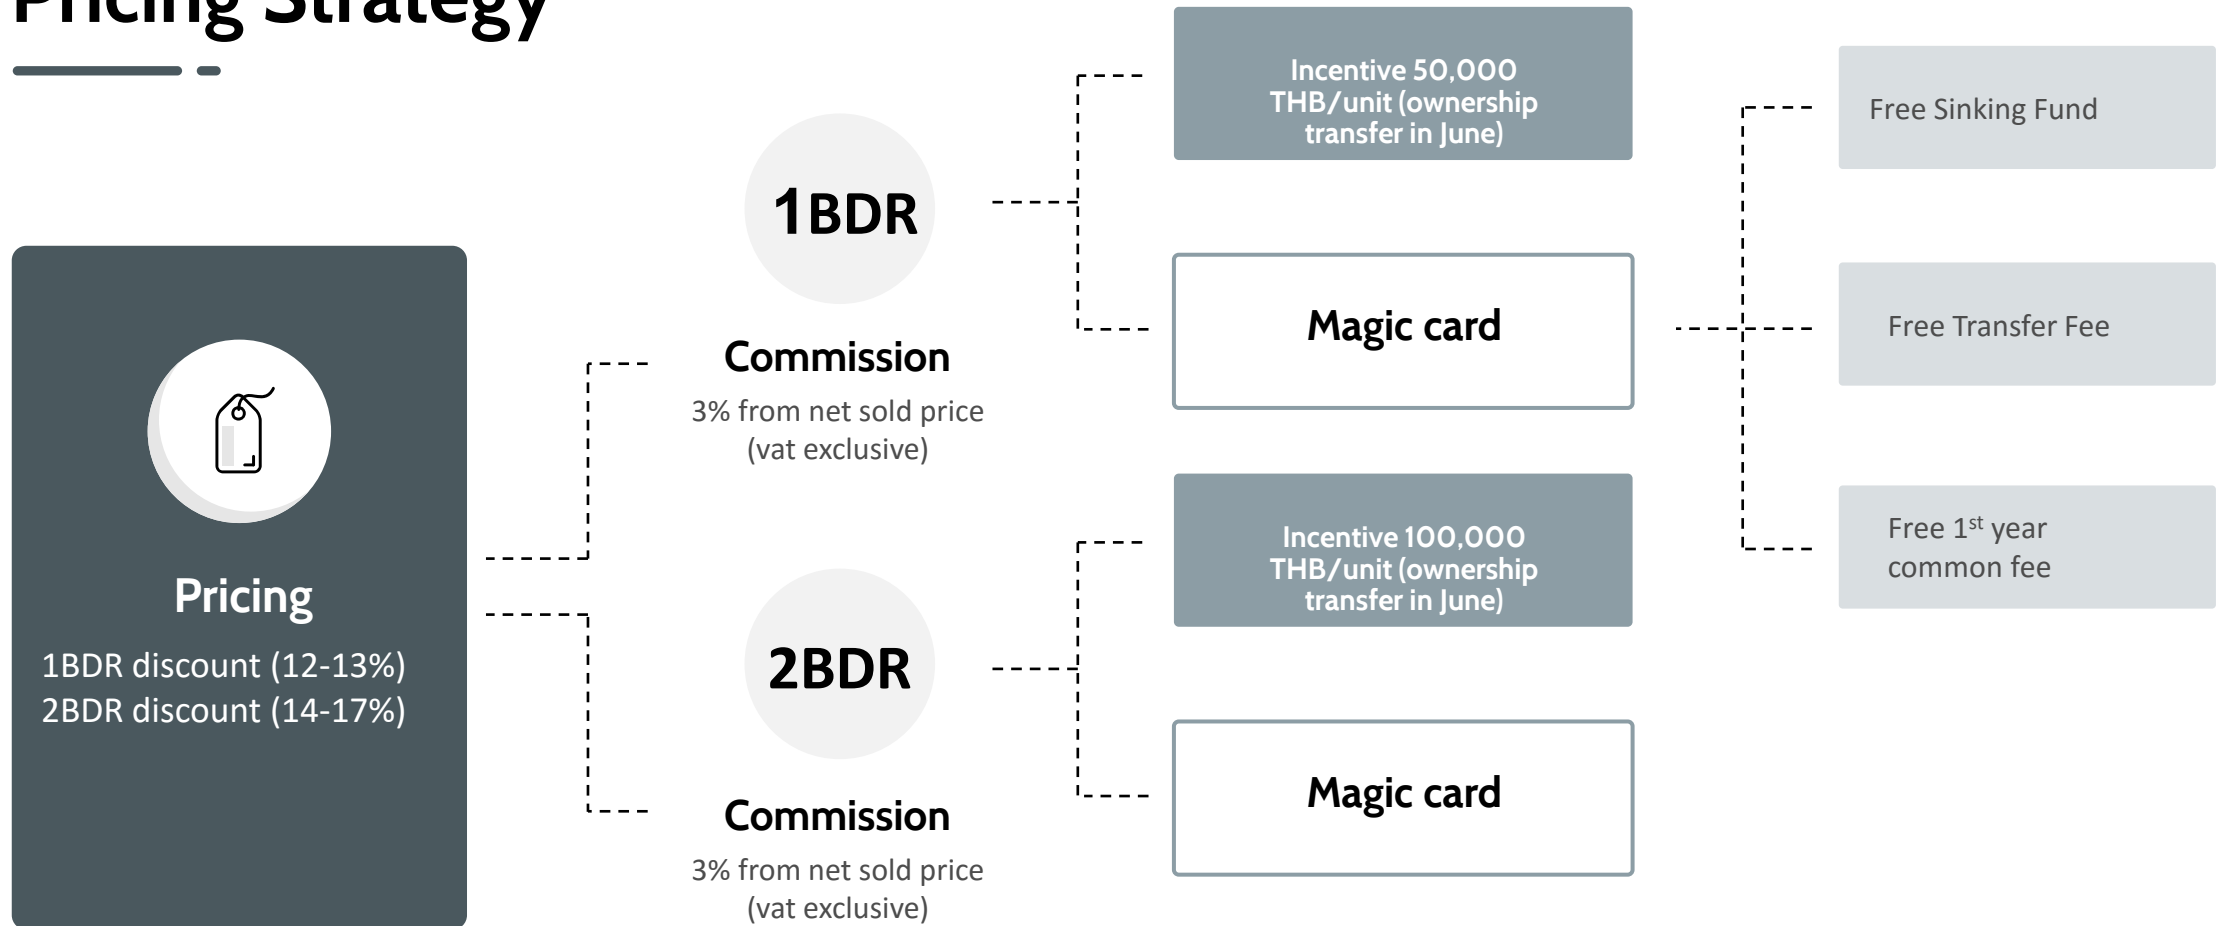 Pricing Strategy
Pricing
1BDR discount (12-13%)
2BDR discount (14-17%)
1BDR
Commission
3% from net sold price
(vat exclusive)
2BDR
Commission
3% from net sold price
(vat exclusive)
Incentive 50,000
THB/unit (ownership
transfer in June)
Magic card
Incentive 100,000
THB/unit (ownership
transfer in June)
Magic card
Free Sinking Fund
Free Transfer Fee
Free 1st year
common fee